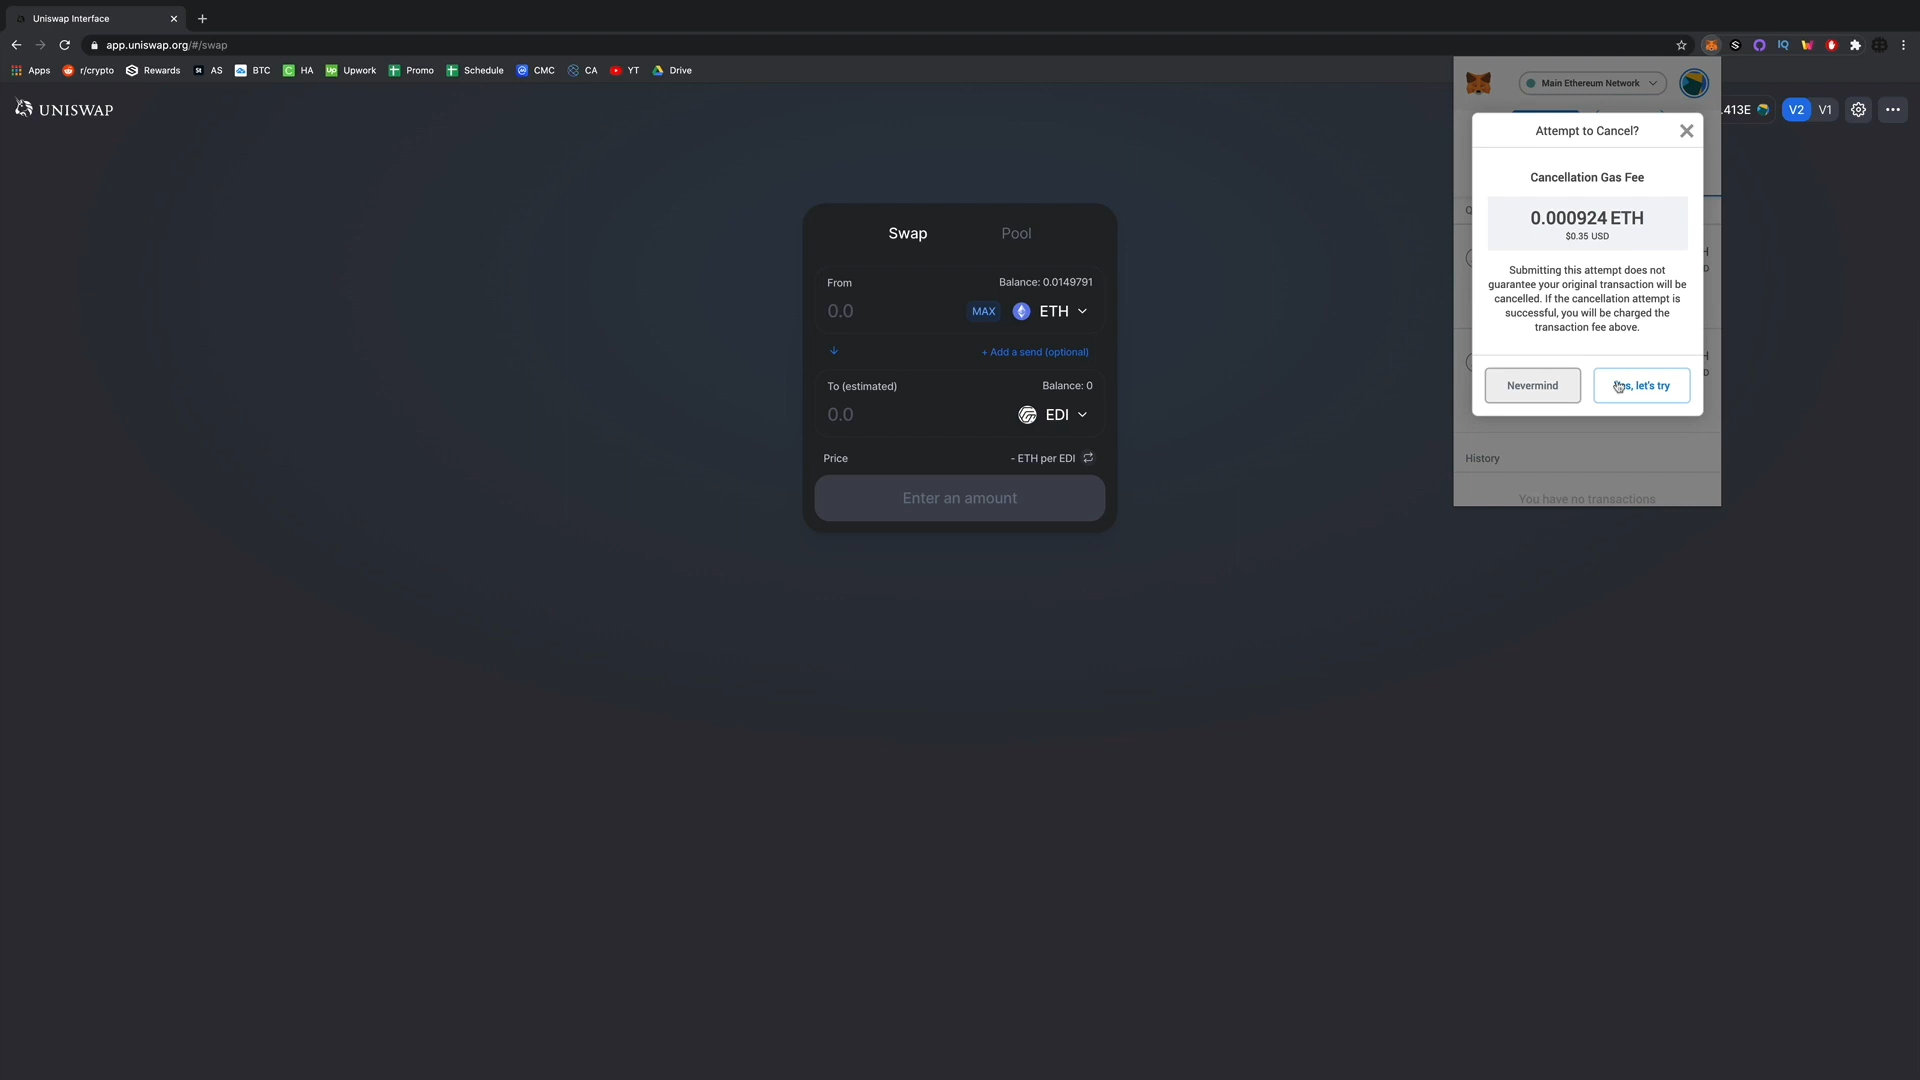 Uniswap Interface
app.uniswap.org/#/swap
Apps r/crypto Rewards AS BTC HA Upwork Promo Schedule CMC CA YT Drive
UNISWAP
Main Ethereum Network
.413E
V2 V1
Attempt to Cancel?
Cancellation Gas Fee
0.000924 ETH
$0.35 USD
Submitting this attempt does not
guarantee your original transaction will be
cancelled. If the cancellation attempt is
successful, you will be charged the
transaction fee above.
Nevermind
let's try
History
You have no transactions
Swap Pool
From Balance: 0.0149791
0.0 MAX ETH
+ Add a send (optional)
To (estimated) Balance: 0
0.0 EDI
Price - ETH per EDI
Enter an amount